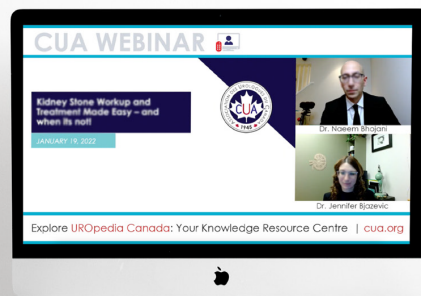 CUA WEBINAR
Kidney Stone Workup and
Treatment Made Easy – and
when its not!
JANUARY 19, 2022
CUA
1945
Dr. Naeem Bhojani
Dr. Jennifer Bjazevic
Explore UROpedia Canada: Your Knowledge Resource Centre | cua.org